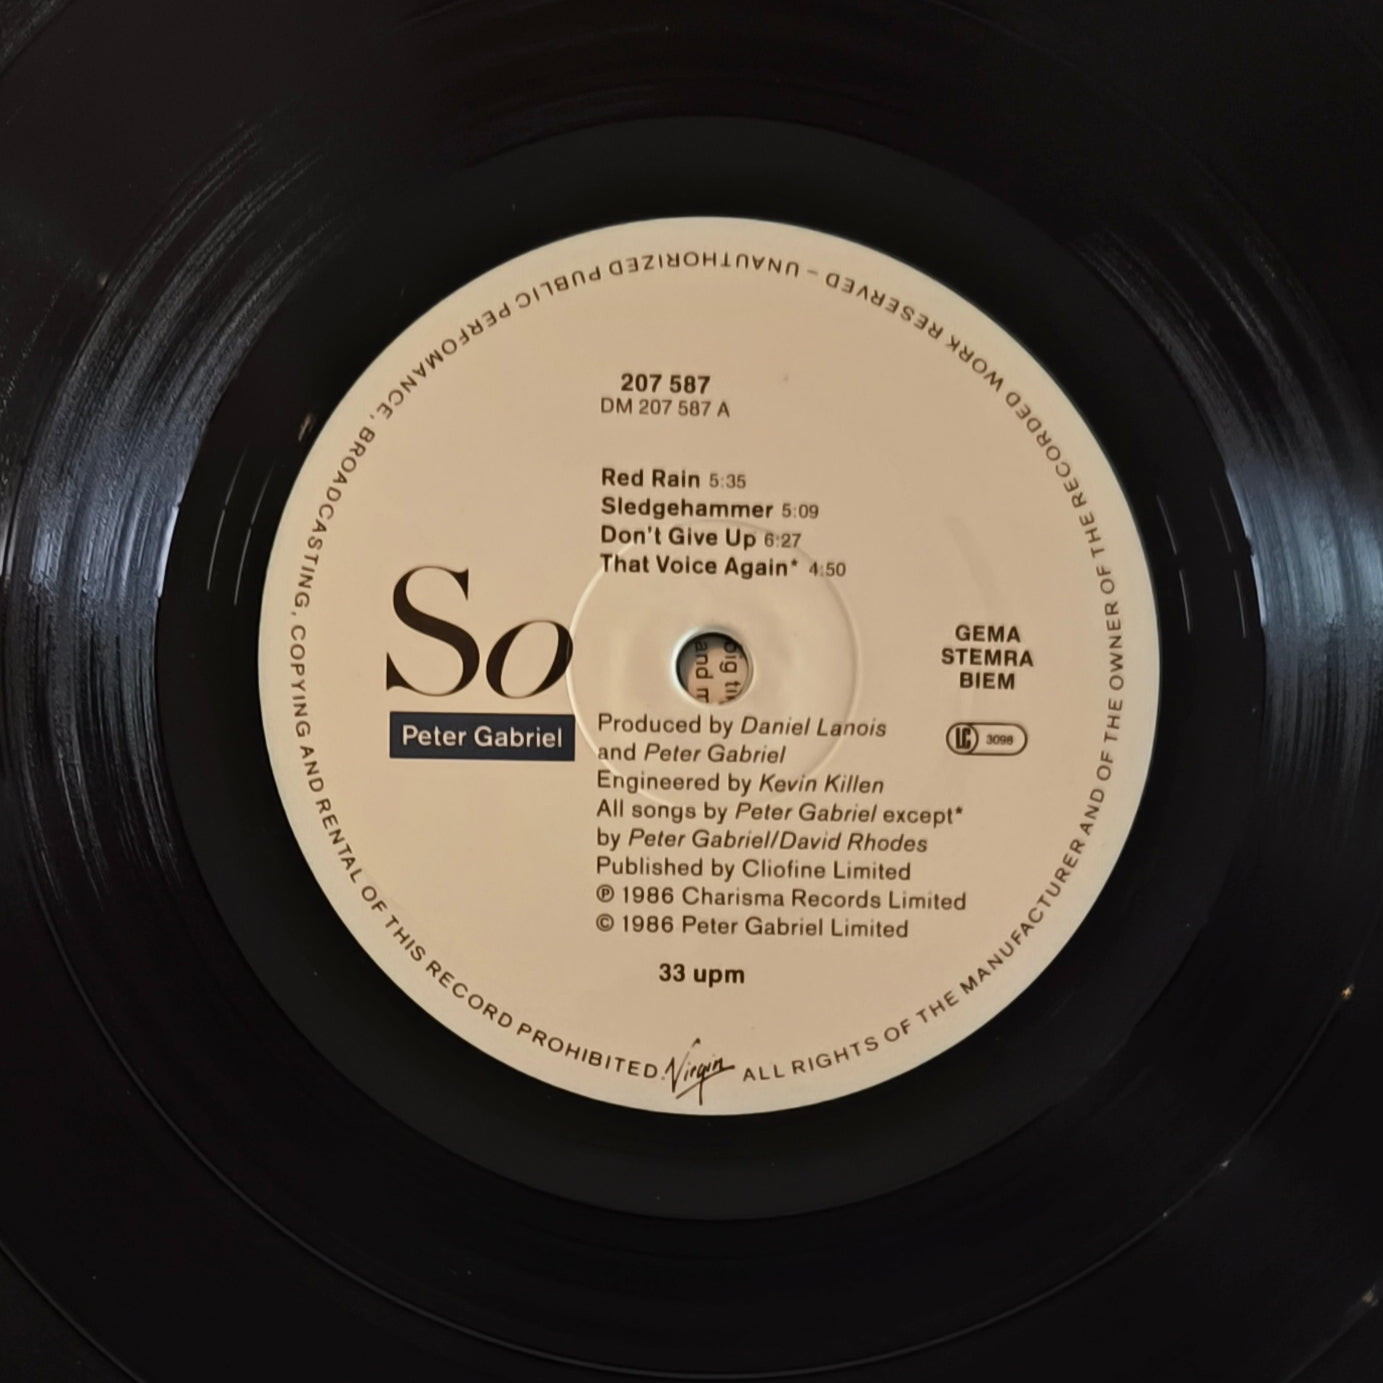 207 587
DM 207 587 A
Red Rain 5:35
Sledgehammer 5:09
Don't Give Up 6:27
That Voice Again* 4:50
So
Peter Gabriel
GEMA
STEMRA
BIEM
LC 3098
big ti
and m
Produced by Daniel Lanois
and Peter Gabriel
Engineered by Kevin Killen
All songs by Peter Gabriel except*
by Peter Gabriel/David Rhodes
Published by Cliofine Limited
℗ 1986 Charisma Records Limited
© 1986 Peter Gabriel Limited
33 upm
Virgin
ALL RIGHTS OF THE MANUFACTURER AND OF THE OWNER OF THE RECORDED WORK RESERVED – UNAUTHORIZED PUBLIC PERFOMANCE, BROADCASTING, COPYING AND RENTAL OF THIS RECORD PROHIBITED.